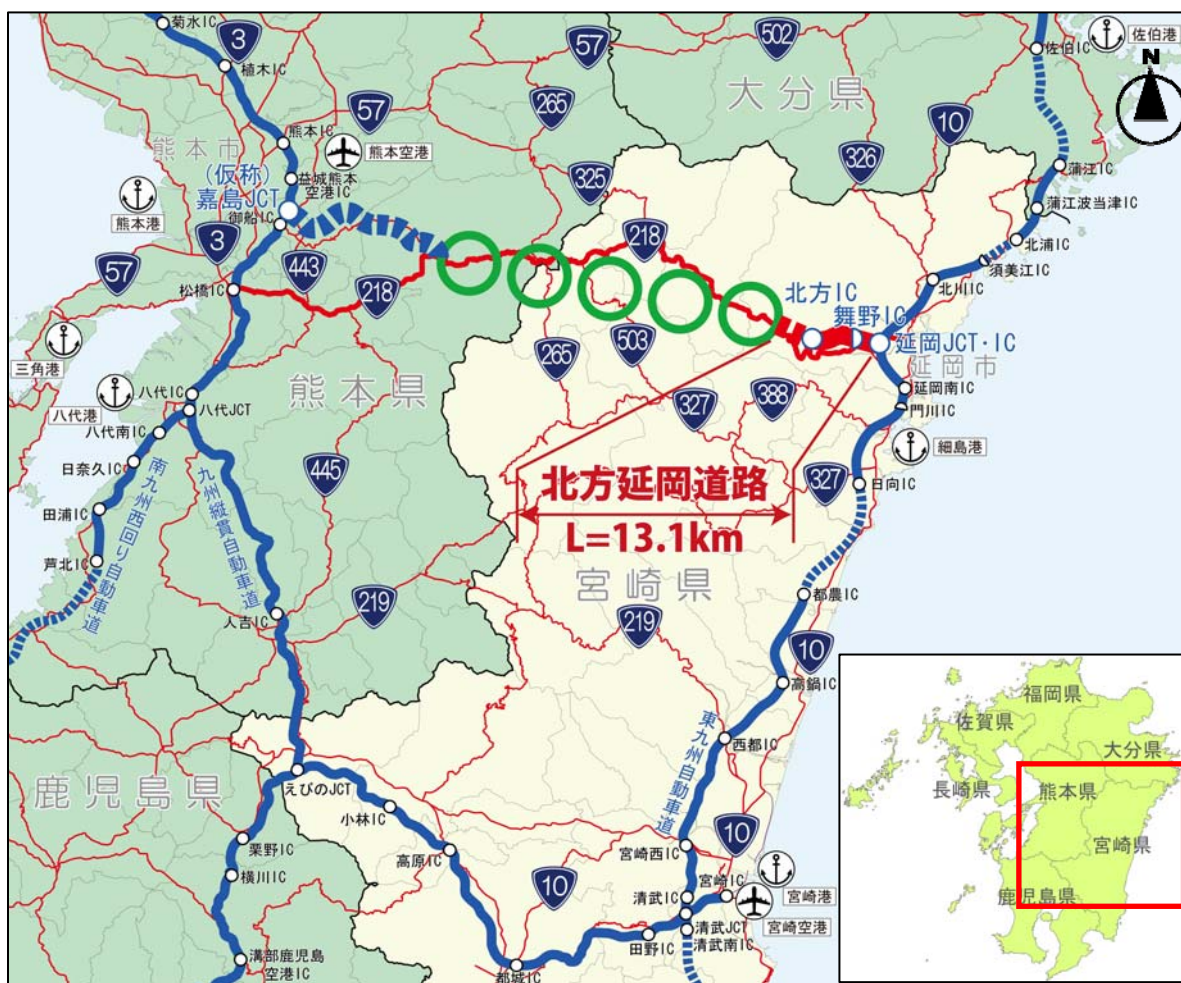 菊水IC
3
植木IC
57
502
佐伯IC
佐伯港
N
大分県
265
10
57
熊本IC
熊本空港
熊本市
326
益城熊本
空港IC
(仮称)
嘉島JCT
325
蒲江IC
熊本港
御船IC
蒲江波当津IC
3
218
北浦IC
57
443
須美江IC
松橋IC
218
北川IC
北方IC
舞野IC
延岡JCT・IC
三角港
265
503
延岡市
八代港
八代IC
熊本県
327
388
延岡南IC
八代JCT
門川IC
八代南IC
細島港
日奈久IC
445
北方延岡道路
327
日向IC
田浦IC
南九州西回り自動車道
九州縦貫自動車道
L=13.1km
芦北IC
宮崎県
都農IC
人吉IC
219
219
10
高鍋IC
東九州自動車道
西都IC
鹿児島県
えびのJCT
小林IC
栗野IC
高原IC
宮崎西IC
10
横川IC
10
宮崎IC
宮崎港
清武IC
宮崎空港
清武JCT
田野IC
清武南IC
溝部鹿児島
空港IC
都城IC
福岡県
佐賀県
大分県
長崎県
熊本県
宮崎県
鹿児島県